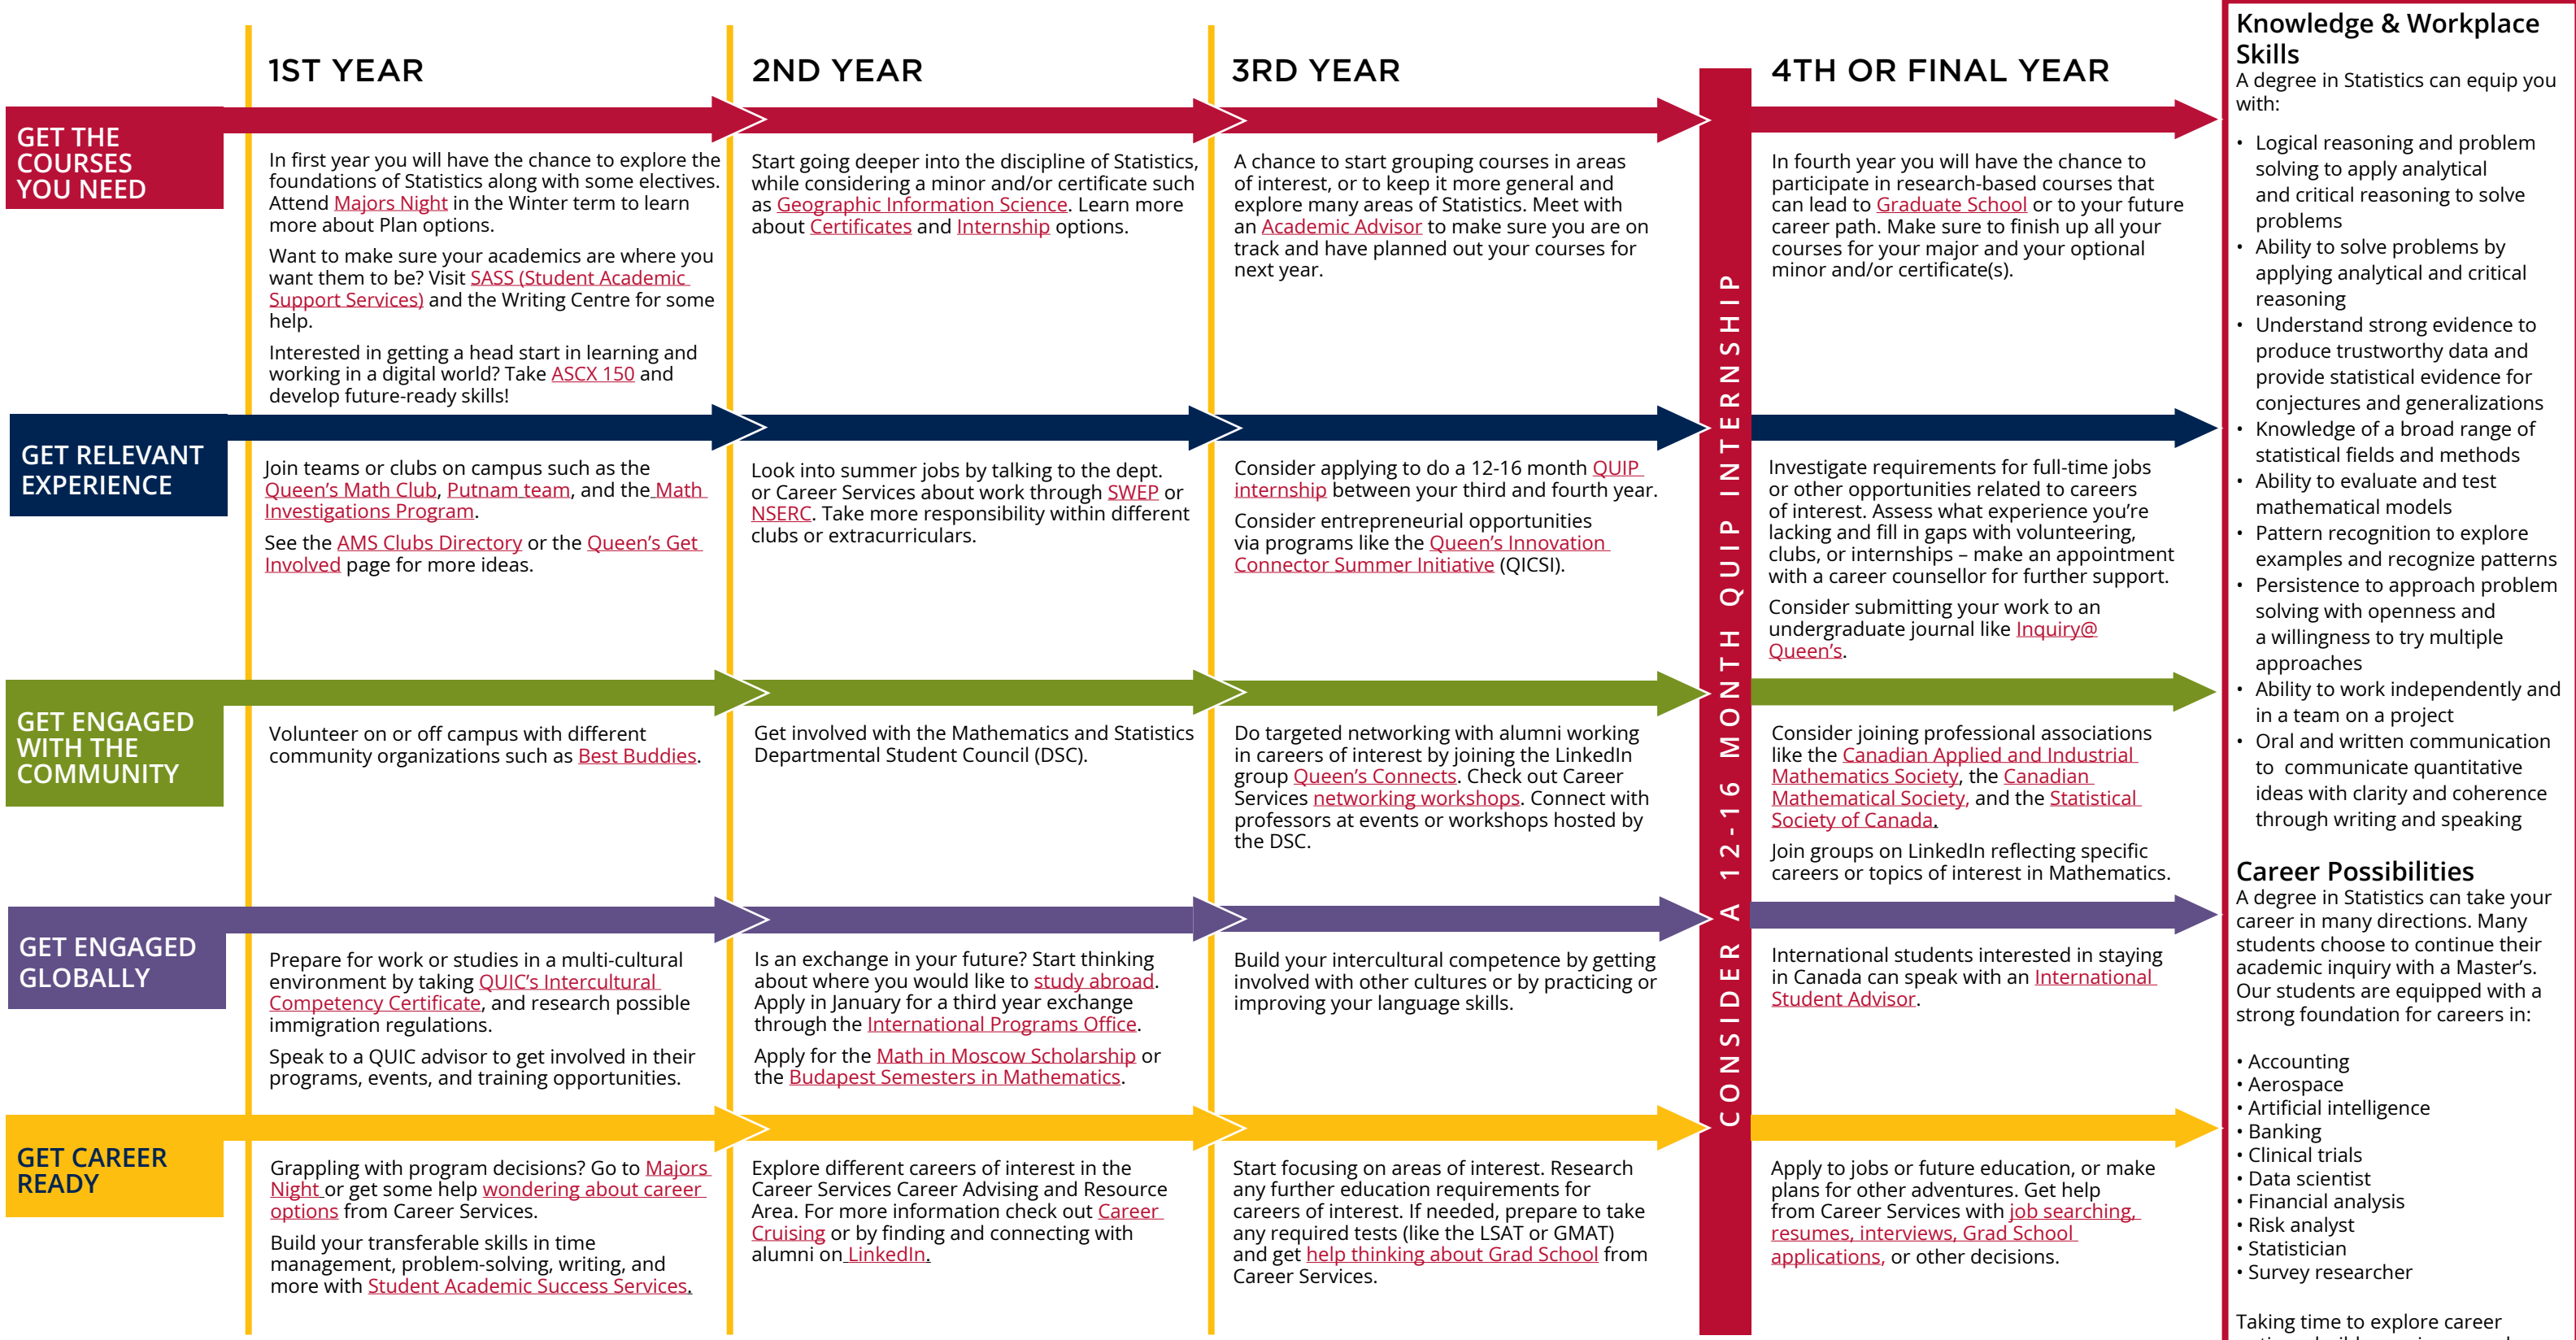 1ST YEAR
2ND YEAR
3RD YEAR
4TH OR FINAL YEAR
GET THE
COURSES
YOU NEED
In first year you will have the chance to explore the
foundations of Statistics along with some electives.
Attend Majors Night in the Winter term to learn
more about Plan options.
Want to make sure your academics are where you
want them to be? Visit SASS (Student Academic
Support Services) and the Writing Centre for some
help.
Interested in getting a head start in learning and
working in a digital world? Take ASCX 150 and
develop future-ready skills!
Start going deeper into the discipline of Statistics,
while considering a minor and/or certificate such
as Geographic Information Science. Learn more
about Certificates and Internship options.
A chance to start grouping courses in areas
of interest, or to keep it more general and
explore many areas of Statistics. Meet with
an Academic Advisor to make sure you are on
track and have planned out your courses for
next year.
In fourth year you will have the chance to
participate in research-based courses that
can lead to Graduate School or to your future
career path. Make sure to finish up all your
courses for your major and your optional
minor and/or certificate(s).
GET RELEVANT
EXPERIENCE
Join teams or clubs on campus such as the
Queen’s Math Club, Putnam team, and the Math
Investigations Program.
See the AMS Clubs Directory or the Queen’s Get
Involved page for more ideas.
Look into summer jobs by talking to the dept.
or Career Services about work through SWEP or
NSERC. Take more responsibility within different
clubs or extracurriculars.
Consider applying to do a 12-16 month QUIP
internship between your third and fourth year.
Consider entrepreneurial opportunities
via programs like the Queen’s Innovation
Connector Summer Initiative (QICSI).
Investigate requirements for full-time jobs
or other opportunities related to careers
of interest. Assess what experience you’re
lacking and fill in gaps with volunteering,
clubs, or internships – make an appointment
with a career counsellor for further support.
Consider submitting your work to an
undergraduate journal like Inquiry@
Queen’s.
GET ENGAGED
WITH THE
COMMUNITY
Volunteer on or off campus with different
community organizations such as Best Buddies.
Get involved with the Mathematics and Statistics
Departmental Student Council (DSC).
Do targeted networking with alumni working
in careers of interest by joining the LinkedIn
group Queen’s Connects. Check out Career
Services networking workshops. Connect with
professors at events or workshops hosted by
the DSC.
Consider joining professional associations
like the Canadian Applied and Industrial
Mathematics Society, the Canadian
Mathematical Society, and the Statistical
Society of Canada.
Join groups on LinkedIn reflecting specific
careers or topics of interest in Mathematics.
GET ENGAGED
GLOBALLY
Prepare for work or studies in a multi-cultural
environment by taking QUIC’s Intercultural
Competency Certificate, and research possible
immigration regulations.
Speak to a QUIC advisor to get involved in their
programs, events, and training opportunities.
Is an exchange in your future? Start thinking
about where you would like to study abroad.
Apply in January for a third year exchange
through the International Programs Office.
Apply for the Math in Moscow Scholarship or
the Budapest Semesters in Mathematics.
Build your intercultural competence by getting
involved with other cultures or by practicing or
improving your language skills.
International students interested in staying
in Canada can speak with an International
Student Advisor.
GET CAREER
READY
Grappling with program decisions? Go to Majors
Night or get some help wondering about career
options from Career Services.
Build your transferable skills in time
management, problem-solving, writing, and
more with Student Academic Success Services.
Explore different careers of interest in the
Career Services Career Advising and Resource
Area. For more information check out Career
Cruising or by finding and connecting with
alumni on LinkedIn.
Start focusing on areas of interest. Research
any further education requirements for
careers of interest. If needed, prepare to take
any required tests (like the LSAT or GMAT)
and get help thinking about Grad School from
Career Services.
Apply to jobs or future education, or make
plans for other adventures. Get help
from Career Services with job searching,
resumes, interviews, Grad School
applications, or other decisions.
CONSIDER A 12-16 MONTH QUIP INTERNSHIP
Knowledge & Workplace
Skills
A degree in Statistics can equip you
with:
• Logical reasoning and problem
solving to apply analytical
and critical reasoning to solve
problems
• Ability to solve problems by
applying analytical and critical
reasoning
• Understand strong evidence to
produce trustworthy data and
provide statistical evidence for
conjectures and generalizations
• Knowledge of a broad range of
statistical fields and methods
• Ability to evaluate and test
mathematical models
• Pattern recognition to explore
examples and recognize patterns
• Persistence to approach problem
solving with openness and
a willingness to try multiple
approaches
• Ability to work independently and
in a team on a project
• Oral and written communication
to communicate quantitative
ideas with clarity and coherence
through writing and speaking
Career Possibilities
A degree in Statistics can take your
career in many directions. Many
students choose to continue their
academic inquiry with a Master’s.
Our students are equipped with a
strong foundation for careers in:
• Accounting
• Aerospace
• Artificial intelligence
• Banking
• Clinical trials
• Data scientist
• Financial analysis
• Risk analyst
• Statistician
• Survey researcher
Taking time to explore career